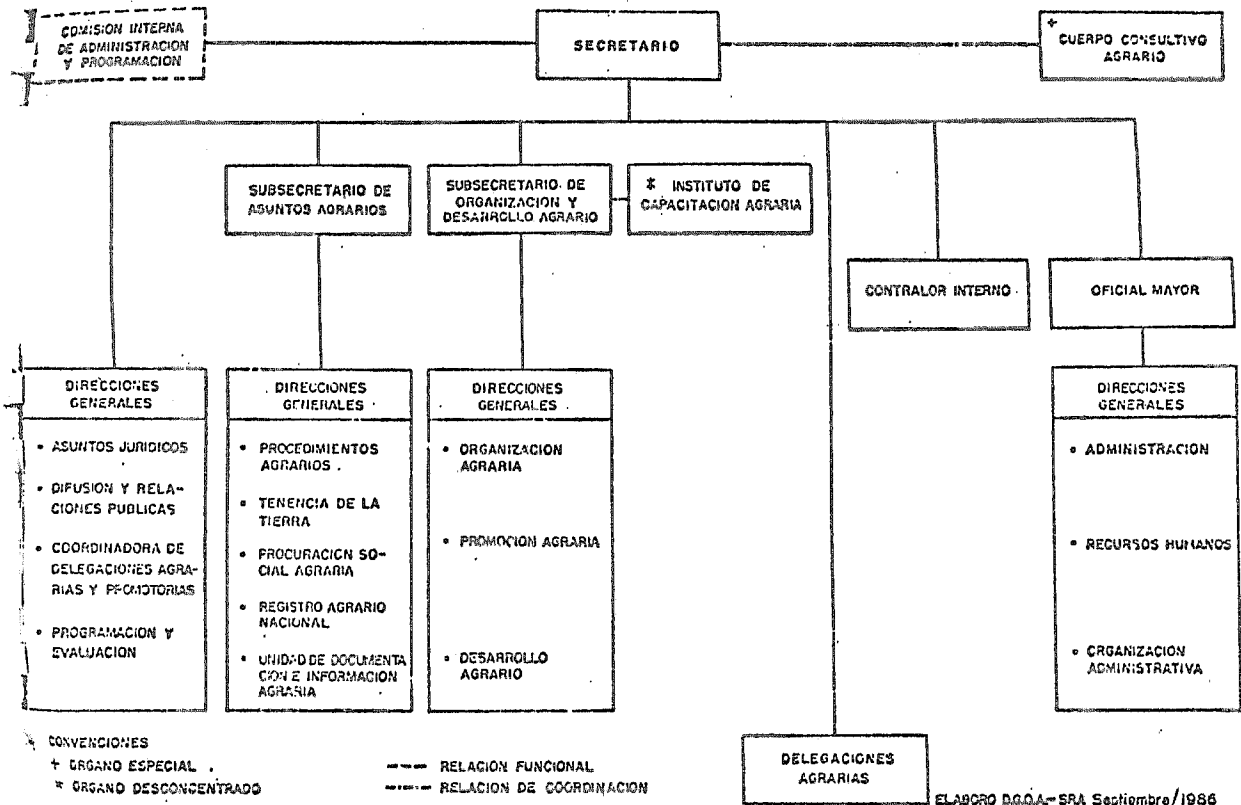 COMISION INTERNA
DE ADMINISTRACION
Y PROGRAMACION
SECRETARIO
+
CUERPO CONSULTIVO
AGRARIO
SUBSECRETARIO DE
ASUNTOS AGRARIOS
SUBSECRETARIO DE
ORGANIZACION Y
DESARROLLO AGRARIO
* INSTITUTO DE
CAPACITACION AGRARIA
CONTRALOR INTERNO
OFICIAL MAYOR
DIRECCIONES
GENERALES
• ASUNTOS JURIDICOS
• DIFUSION Y RELA-
CIONES PUBLICAS
• COORDINADORA DE
DELEGACIONES AGRA-
RIAS Y PROMOTORIAS
• PROGRAMACION Y
EVALUACION
DIRECCIONES
GENERALES
• PROCEDIMIENTOS
AGRARIOS
• TENENCIA DE LA
TIERRA
• PROCURACION SO-
CIAL AGRARIA
• REGISTRO AGRARIO
NACIONAL
• UNIDAD DE DOCUMENTA
CION E INFORMACION
AGRARIA
DIRECCIONES
GENERALES
• ORGANIZACION
AGRARIA
• PROMOCION AGRARIA
• DESARROLLO
AGRARIO
DIRECCIONES
GENERALES
• ADMINISTRACION
• RECURSOS HUMANOS
• ORGANIZACION
ADMINISTRATIVA
DELEGACIONES
AGRARIAS
CONVENCIONES
+ ORGANO ESPECIAL
* ORGANO DESCONCENTRADO
RELACION FUNCIONAL
RELACION DE COORDINACION
ELABORO D.G.O.A.- SRA Septiembre/1986